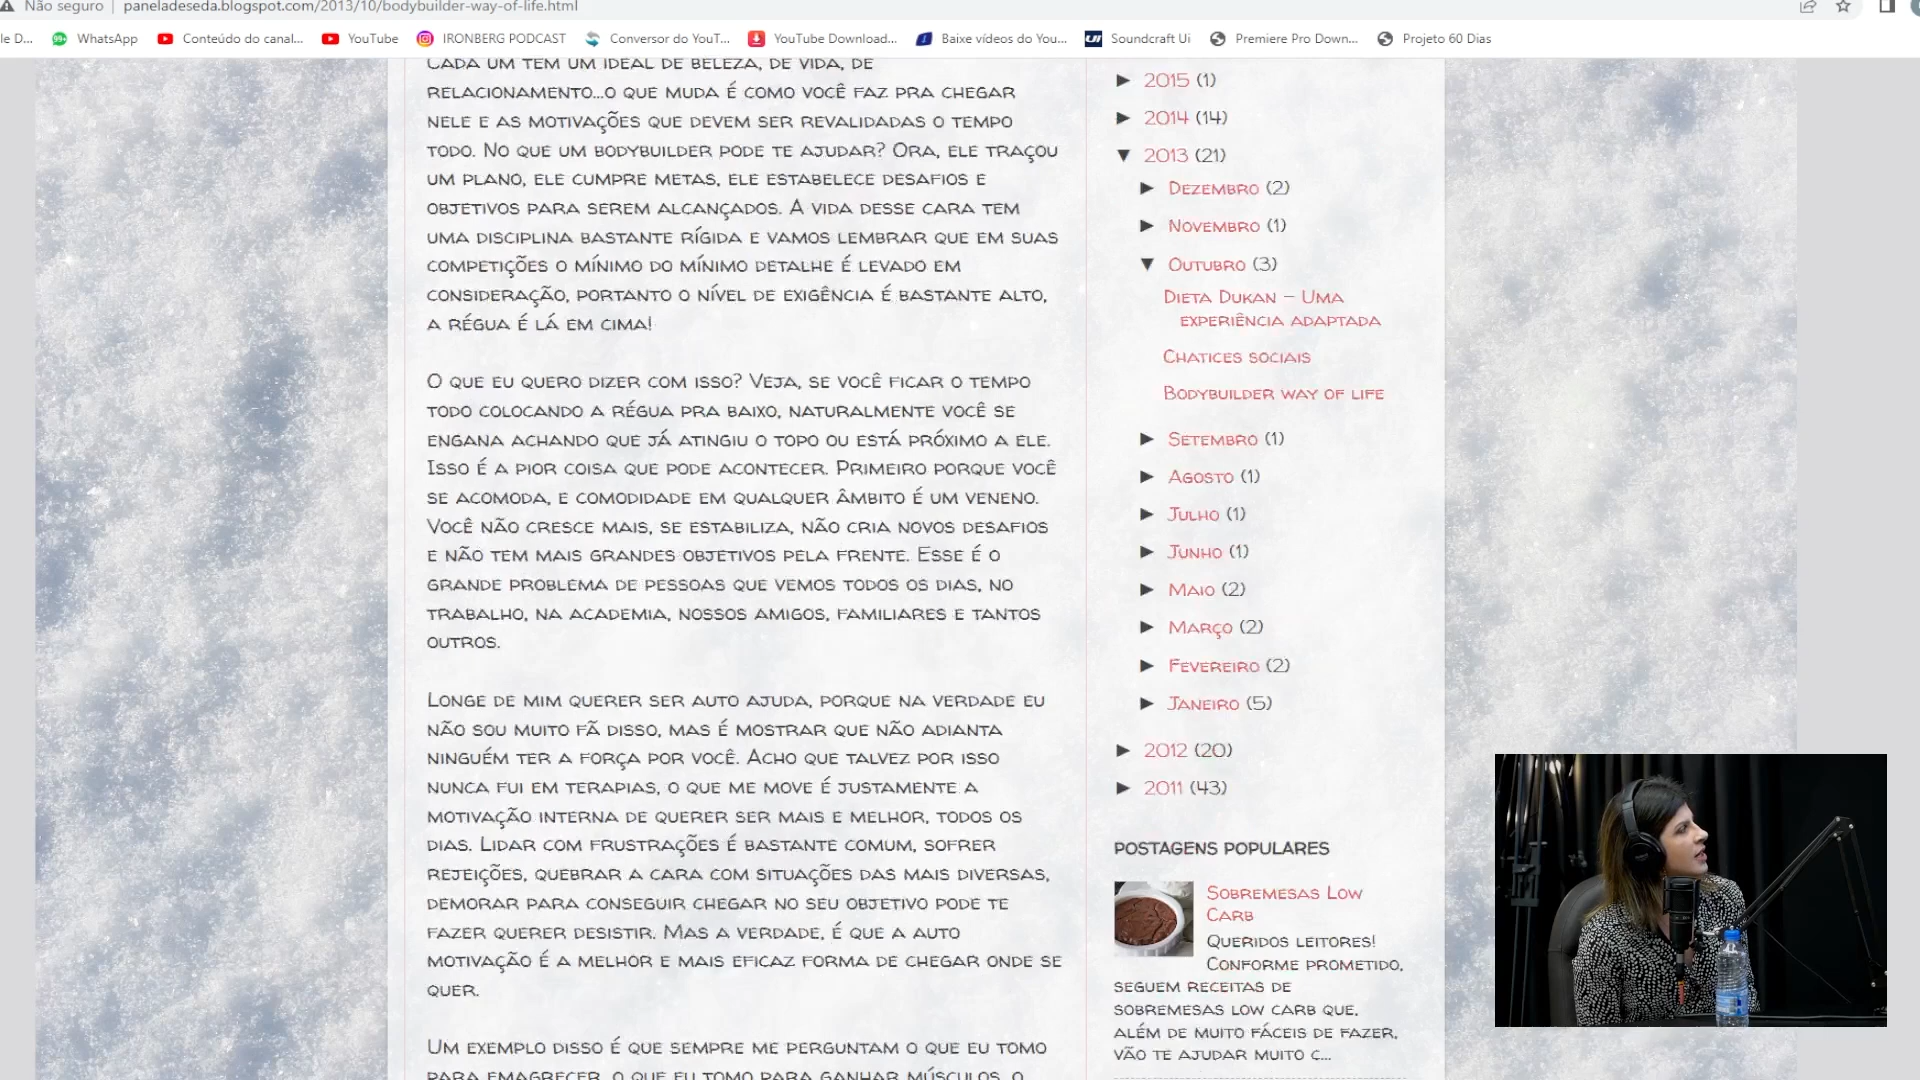 Não seguro | paneladeseda.blogspot.com/2013/10/bodybuilder-way-of-life.html
le D...
WhatsApp
Conteúdo do canal...
YouTube
IRONBERG PODCAST
Conversor do YouT...
YouTube Download...
Baixe vídeos do You...
Soundcraft Ui
Premiere Pro Down...
Projeto 60 Dias
Cada um tem um ideal de beleza, de vida, de
relacionamento...o que muda é como você faz pra chegar
nele e as motivações que devem ser revalidadas o tempo
todo. No que um bodybuilder pode te ajudar? Ora, ele traçou
um plano, ele cumpre metas, ele estabelece desafios e
objetivos para serem alcançados. A vida desse cara tem
uma disciplina bastante rígida e vamos lembrar que em suas
competições o mínimo do mínimo detalhe é levado em
consideração, portanto o nível de exigência é bastante alto,
a régua é lá em cima!
O que eu quero dizer com isso? Veja, se você ficar o tempo
todo colocando a régua pra baixo, naturalmente você se
engana achando que já atingiu o topo ou está próximo a ele.
Isso é a pior coisa que pode acontecer. Primeiro porque você
se acomoda, e comodidade em qualquer âmbito é um veneno.
Você não cresce mais, se estabiliza, não cria novos desafios
e não tem mais grandes objetivos pela frente. Esse é o
grande problema de pessoas que vemos todos os dias, no
trabalho, na academia, nossos amigos, familiares e tantos
outros.
Longe de mim querer ser auto ajuda, porque na verdade eu
não sou muito fã disso, mas é mostrar que não adianta
ninguém ter a força por você. Acho que talvez por isso
nunca fui em terapias, o que me move é justamente a
motivação interna de querer ser mais e melhor, todos os
dias. Lidar com frustrações é bastante comum, sofrer
rejeições, quebrar a cara com situações das mais diversas,
demorar para conseguir chegar no seu objetivo pode te
fazer querer desistir. Mas a verdade, é que a auto
motivação é a melhor e mais eficaz forma de chegar onde se
quer.
Um exemplo disso é que sempre me perguntam o que eu tomo
para emagrecer, o que eu tomo para ganhar músculos, o
► 2015 (1)
► 2014 (14)
▼ 2013 (21)
► Dezembro (2)
► Novembro (1)
▼ Outubro (3)
Dieta Dukan - Uma
experiência adaptada
Chatices sociais
Bodybuilder way of life
► Setembro (1)
► Agosto (1)
► Julho (1)
► Junho (1)
► Maio (2)
► Março (2)
► Fevereiro (2)
► Janeiro (5)
► 2012 (20)
► 2011 (43)
POSTAGENS POPULARES
Sobremesas Low
Carb
Queridos leitores!
Conforme prometido,
seguem receitas de
sobremesas low carb que,
além de muito fáceis de fazer,
vão te ajudar muito c...